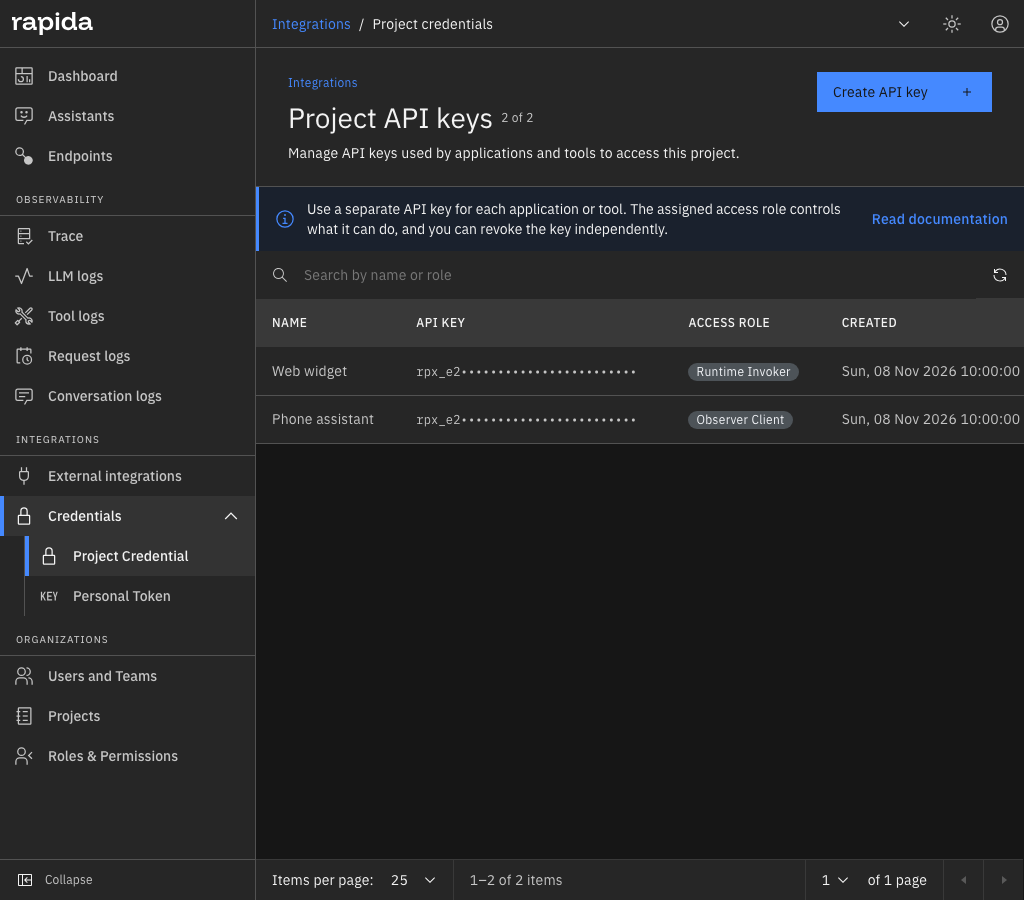 rapida
Integrations / Project credentials
Dashboard
Assistants
Endpoints
OBSERVABILITY
Trace
LLM logs
Tool logs
Request logs
Conversation logs
INTEGRATIONS
External integrations
Credentials
Project Credential
KEY Personal Token
ORGANIZATIONS
Users and Teams
Projects
Roles & Permissions
Collapse
Integrations
Project API keys 2 of 2
Manage API keys used by applications and tools to access this project.
Create API key +
Use a separate API key for each application or tool. The assigned access role controls
what it can do, and you can revoke the key independently.
Read documentation
Search by name or role
NAME API KEY ACCESS ROLE CREATED
Web widget rpx_e2•••••••••••••••••••••••• Runtime Invoker Sun, 08 Nov 2026 10:00:00
Phone assistant rpx_e2•••••••••••••••••••••••• Observer Client Sun, 08 Nov 2026 10:00:00
Items per page: 25 1–2 of 2 items 1 of 1 page